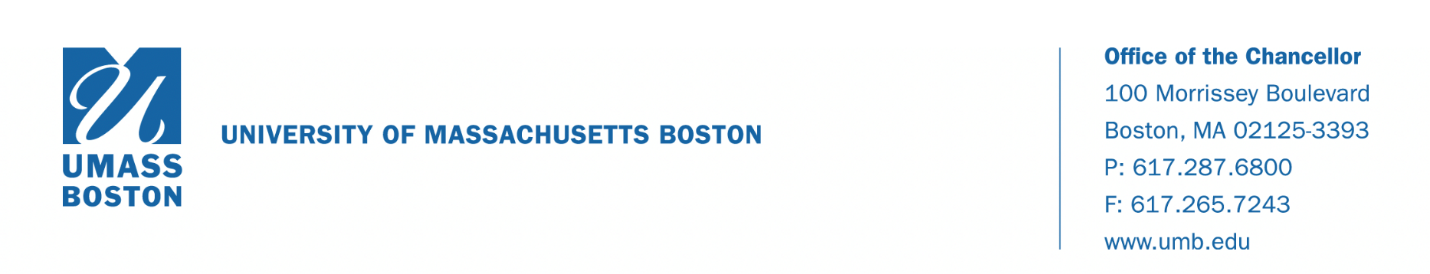 UMASS
BOSTON
UNIVERSITY OF MASSACHUSETTS BOSTON
Office of the Chancellor
100 Morrissey Boulevard
Boston, MA 02125-3393
P: 617.287.6800
F: 617.265.7243
www.umb.edu